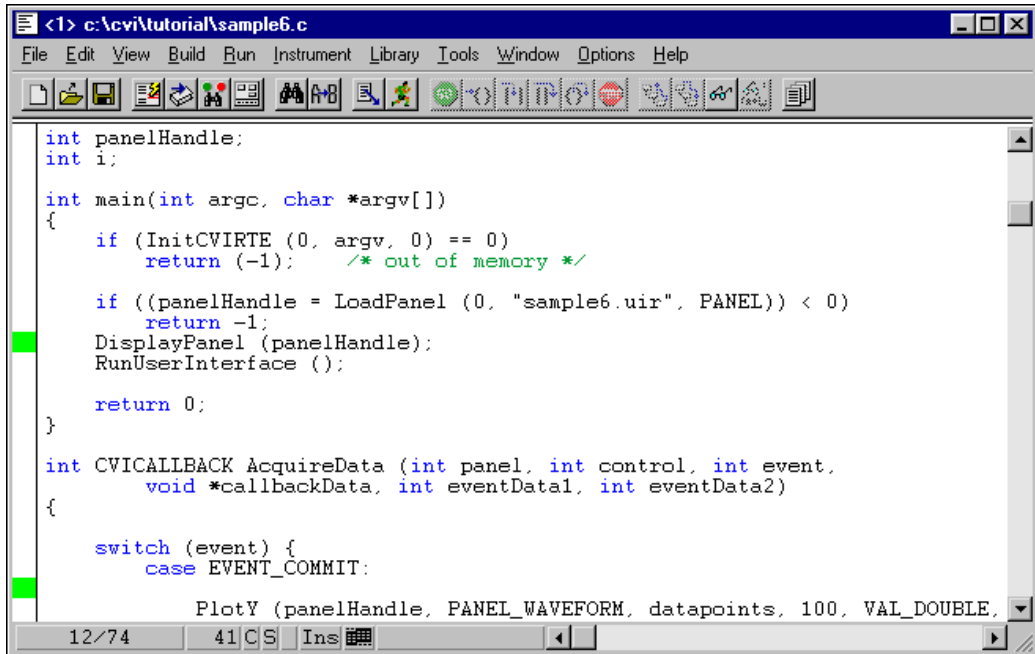 <1> c:\cvi\tutorial\sample6.c
File Edit View Build Run Instrument Library Tools Window Options Help
int panelHandle;
int i;
int main(int argc, char *argv[])
{
if (InitCVIRTE (0, argv, 0) == 0)
return (-1); /* out of memory */
if ((panelHandle = LoadPanel (0, "sample6.uir", PANEL)) < 0)
return -1;
DisplayPanel (panelHandle);
RunUserInterface ();
return 0;
}
int CVICALLBACK AcquireData (int panel, int control, int event,
void *callbackData, int eventData1, int eventData2)
{
switch (event) {
case EVENT_COMMIT:
PlotY (panelHandle, PANEL_WAVEFORM, datapoints, 100, VAL_DOUBLE,
12/74 41 C S Ins